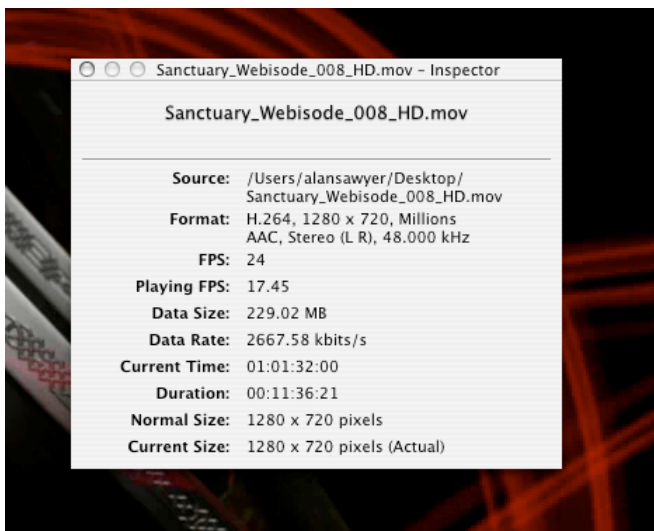 Sanctuary_Webisode_008_HD.mov – Inspector
Sanctuary_Webisode_008_HD.mov
Source: /Users/alansawyer/Desktop/
Sanctuary_Webisode_008_HD.mov
Format: H.264, 1280 x 720, Millions
AAC, Stereo (L R), 48.000 kHz
FPS: 24
Playing FPS: 17.45
Data Size: 229.02 MB
Data Rate: 2667.58 kbits/s
Current Time: 01:01:32:00
Duration: 00:11:36:21
Normal Size: 1280 x 720 pixels
Current Size: 1280 x 720 pixels (Actual)